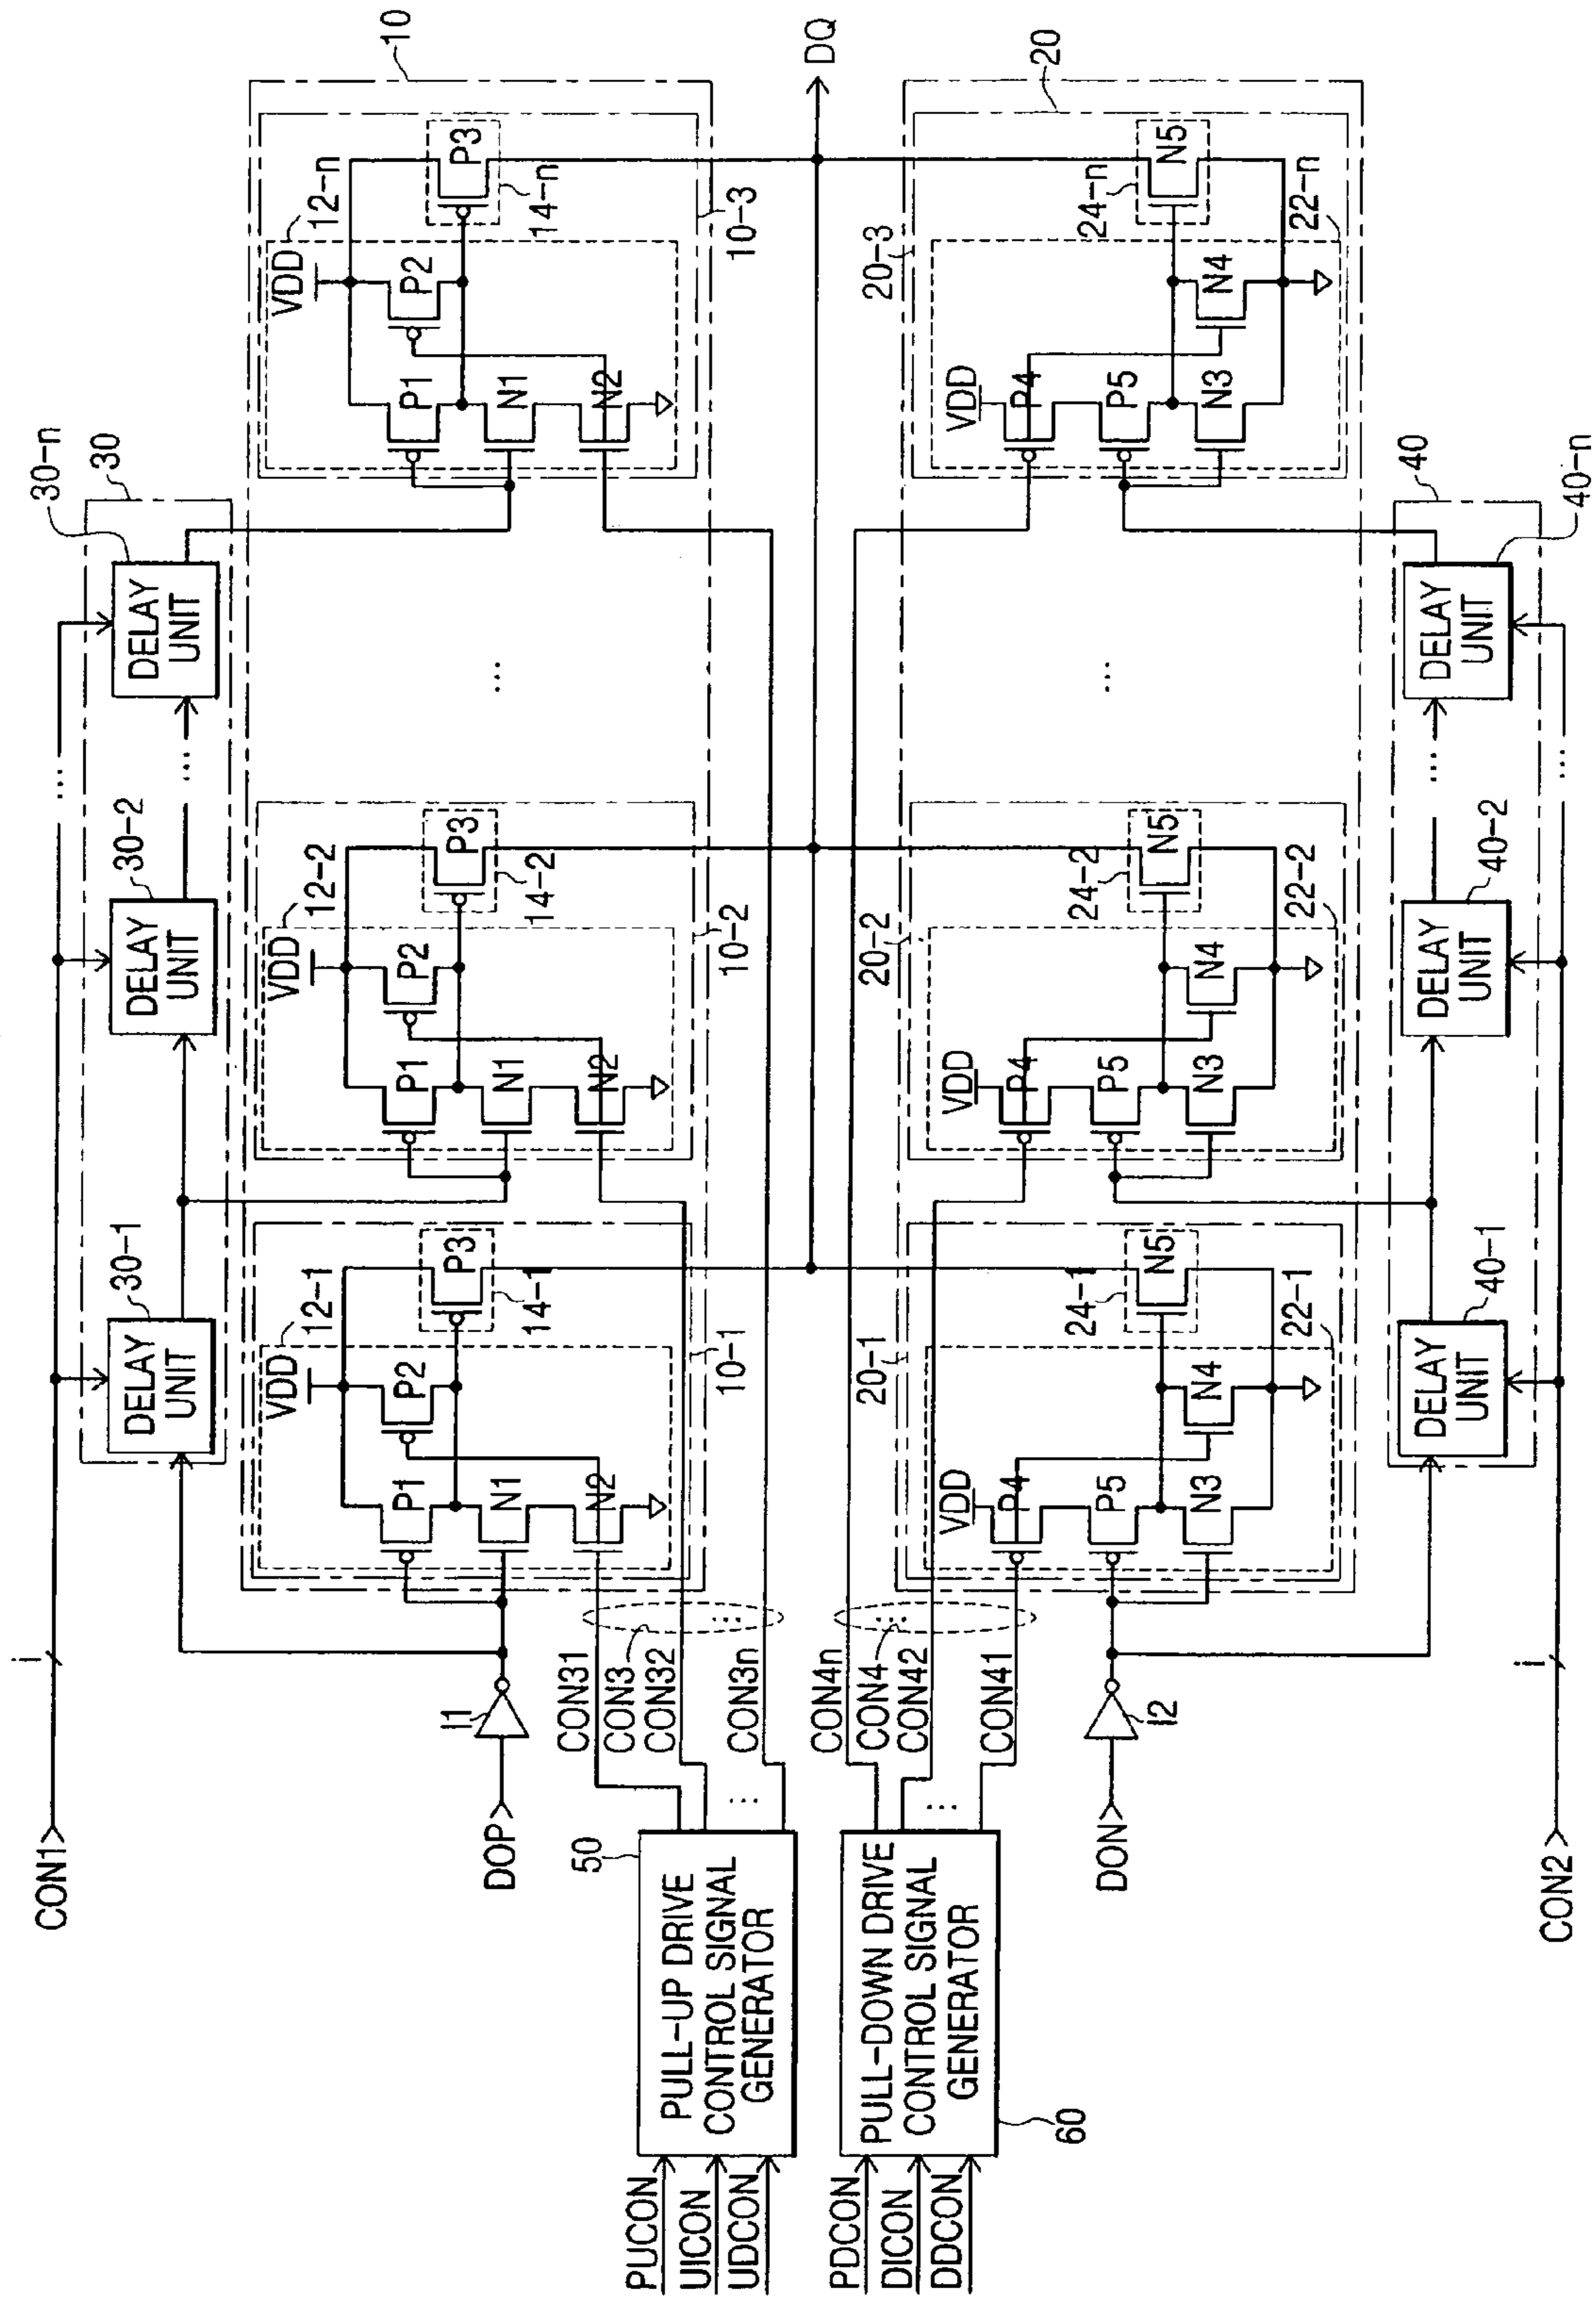 CON1
i
30-1
30-2
30-n
30
DELAY
UNIT
DELAY
UNIT
DELAY
UNIT
10
12-1
VDD
P1
P2
P3
N1
N2
14-1
10-1
12-2
VDD
P1
P2
P3
N1
N2
14-2
10-2
12-n
VDD
P1
P2
P3
N1
N2
14-n
10-3
...
DOP
I1
CON31
CON3
CON32
CON3n
50
PULL-UP DRIVE
CONTROL SIGNAL
GENERATOR
PUCON
UICON
UDCON
DQ
PDCON
DICON
DDCON
PULL-DOWN DRIVE
CONTROL SIGNAL
GENERATOR
60
CON4n
CON4
CON42
CON41
20
20-1
24-1
VDD
P4
P5
N3
N4
N5
22-1
20-2
24-2
VDD
P4
P5
N3
N4
N5
22-2
20-3
24-n
VDD
P4
P5
N3
N4
N5
22-n
...
DON
I2
DELAY
UNIT
DELAY
UNIT
DELAY
UNIT
40-1
40-2
40
40-n
i
CON2